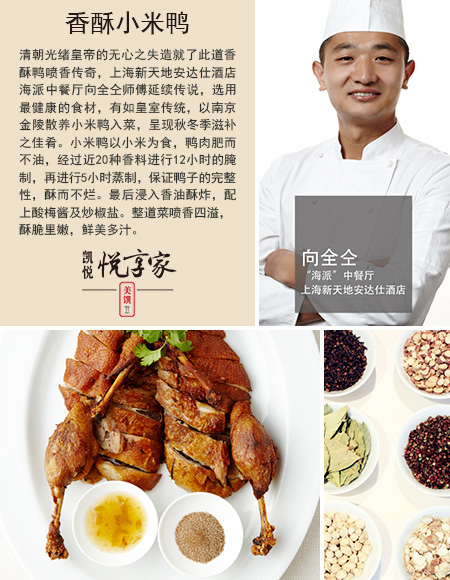 香酥小米鸭
清朝光绪皇帝的无心之失造就了此道香
酥鸭喷香传奇，上海新天地安达仕酒店
海派中餐厅向全仝师傅延续传说，选用
最健康的食材，有如皇室传统，以南京
金陵散养小米鸭入菜，呈现秋冬季滋补
之佳肴。小米鸭以小米为食，鸭肉肥而
不油，经过近20种香料进行12小时的腌
制，再进行5小时蒸制，保证鸭子的完整
性，酥而不烂。最后浸入香油酥炸，配
上酸梅酱及炒椒盐。整道菜喷香四溢，
酥脆里嫩，鲜美多汁。
凯悦 悦享家
美馔
向全仝
“海派”中餐厅
上海新天地安达仕酒店